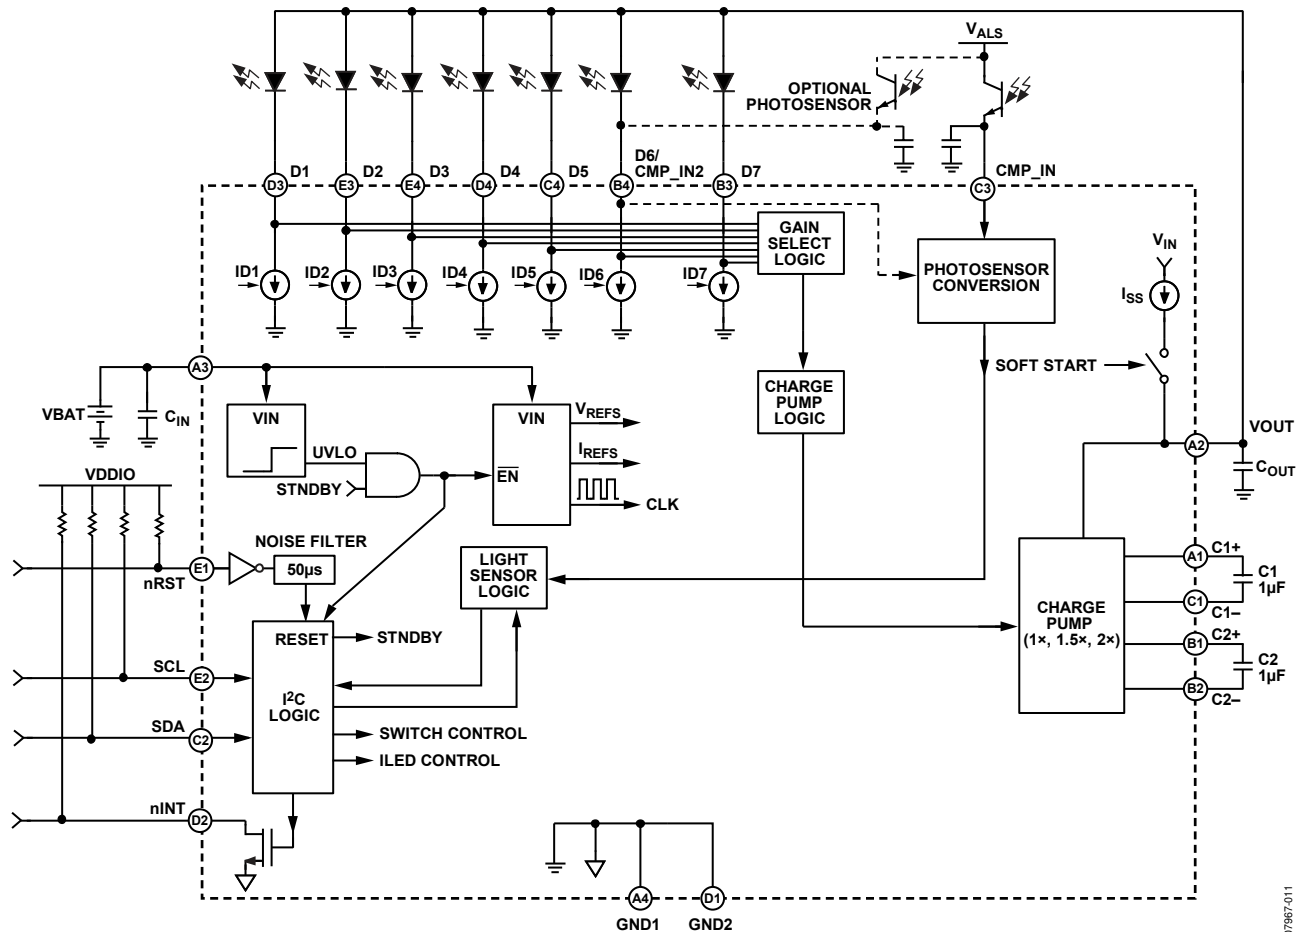 VALS
OPTIONAL
PHOTOSENSOR
D1
D2
D3
D4
D5
D6/
CMP_IN2
D7
CMP_IN
D3
E3
E4
D4
C4
B4
B3
C3
GAIN
SELECT
LOGIC
PHOTOSENSOR
CONVERSION
VIN
ISS
ID1
ID2
ID3
ID4
ID5
ID6
ID7
SOFT START
A3
VBAT
CIN
VIN
UVLO
STNDBY
VIN
EN
VREFS
IREFS
CLK
CHARGE
PUMP
LOGIC
A2
VOUT
COUT
VDDIO
NOISE FILTER
50µs
nRST
E1
LIGHT
SENSOR
LOGIC
CHARGE
PUMP
(1×, 1.5×, 2×)
A1
C1+
C1
1µF
C1
C1–
B1
C2+
C2
1µF
B2
C2–
RESET
STNDBY
SCL
E2
I2C
LOGIC
SDA
C2
SWITCH CONTROL
ILED CONTROL
nINT
D2
A4
D1
GND1
GND2
07967-011